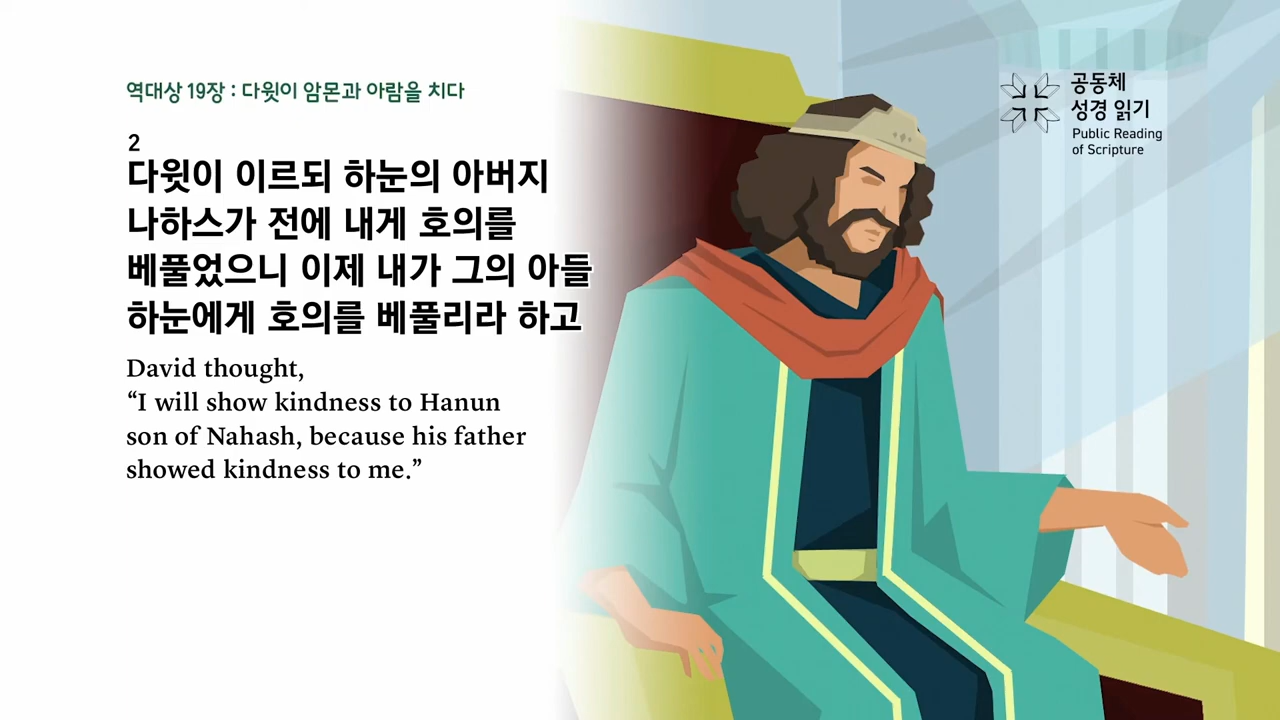 역대상 19장 : 다윗이 암몬과 아람을 치다
2
다윗이 이르되 하눈의 아버지
나하스가 전에 내게 호의를
베풀었으니 이제 내가 그의 아들
하눈에게 호의를 베풀리라 하고
David thought,
“I will show kindness to Hanun
son of Nahash, because his father
showed kindness to me.”
공동체
성경 읽기
Public Reading
of Scripture